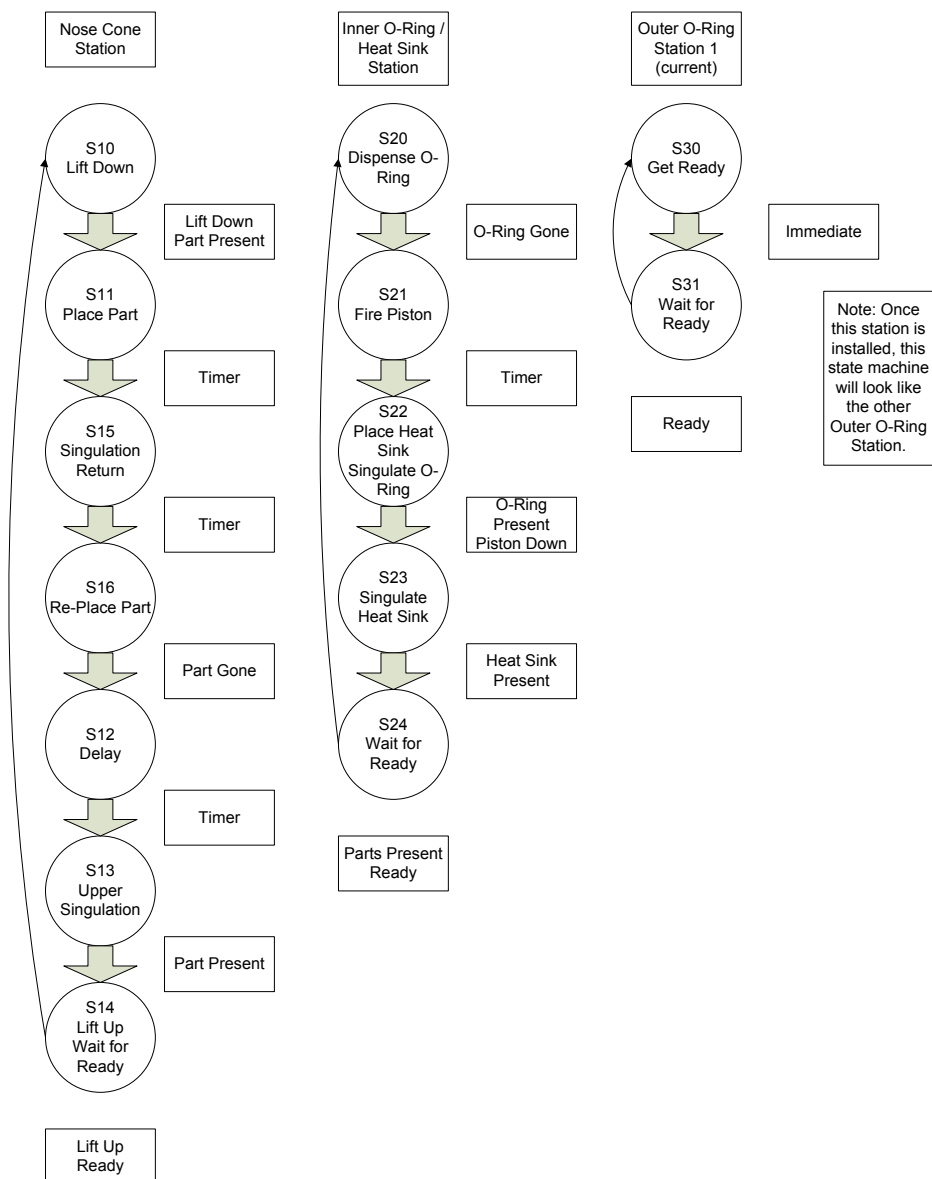 Nose Cone
Station
S10
Lift Down
Lift Down
Part Present
S11
Place Part
Timer
S15
Singulation
Return
Timer
S16
Re-Place Part
Part Gone
S12
Delay
Timer
S13
Upper
Singulation
Part Present
S14
Lift Up
Wait for
Ready
Lift Up
Ready
Inner O-Ring /
Heat Sink
Station
S20
Dispense O-
Ring
O-Ring Gone
S21
Fire Piston
Timer
S22
Place Heat
Sink
Singulate O-
Ring
O-Ring
Present
Piston Down
S23
Singulate
Heat Sink
Heat Sink
Present
S24
Wait for
Ready
Parts Present
Ready
Outer O-Ring
Station 1
(current)
S30
Get Ready
Immediate
S31
Wait for
Ready
Ready
Note: Once
this station is
installed, this
state machine
will look like
the other
Outer O-Ring
Station.